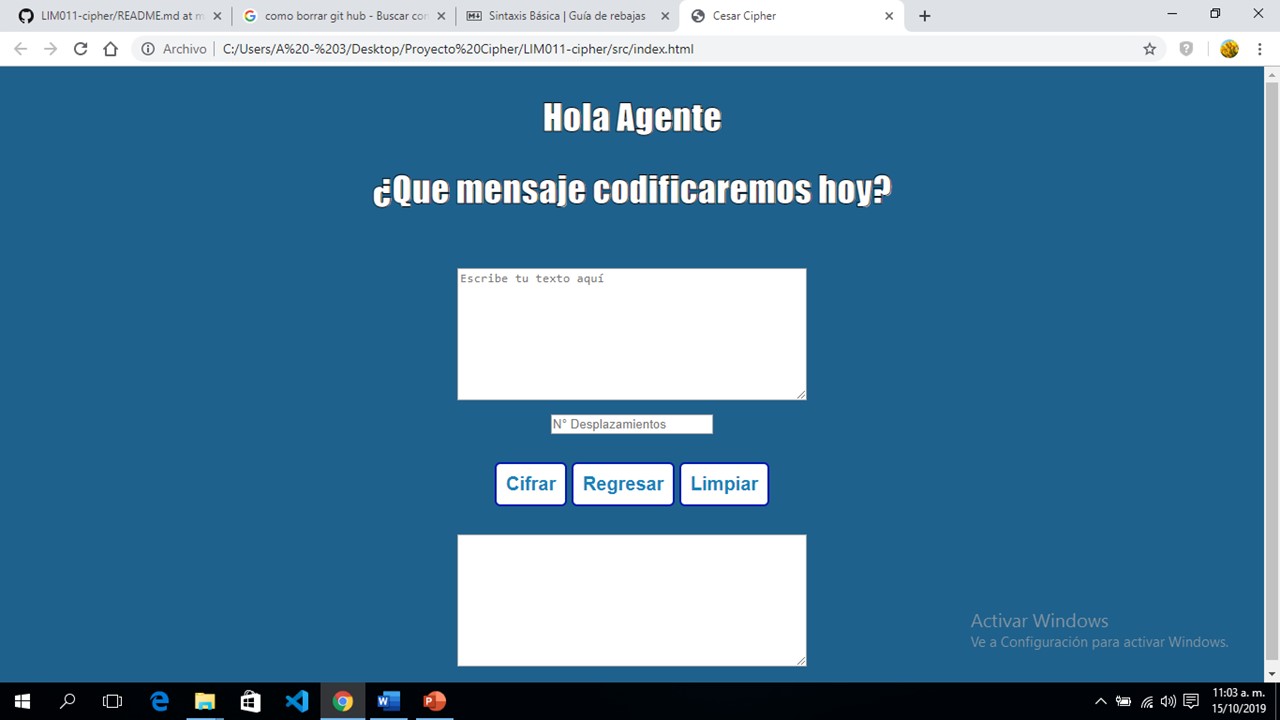 LIM011-cipher/README.md at m
como borrar git hub - Buscar con
Sintaxis Básica | Guía de rebajas
Cesar Cipher
Archivo
C:/Users/A%20-%203/Desktop/Proyecto%20Cipher/LIM011-cipher/src/index.html
Hola Agente
¿Que mensaje codificaremos hoy?
Escribe tu texto aquí
N° Desplazamientos
Cifrar Regresar Limpiar
Activar Windows
Ve a Configuración para activar Windows.
11:03 a. m.
15/10/2019